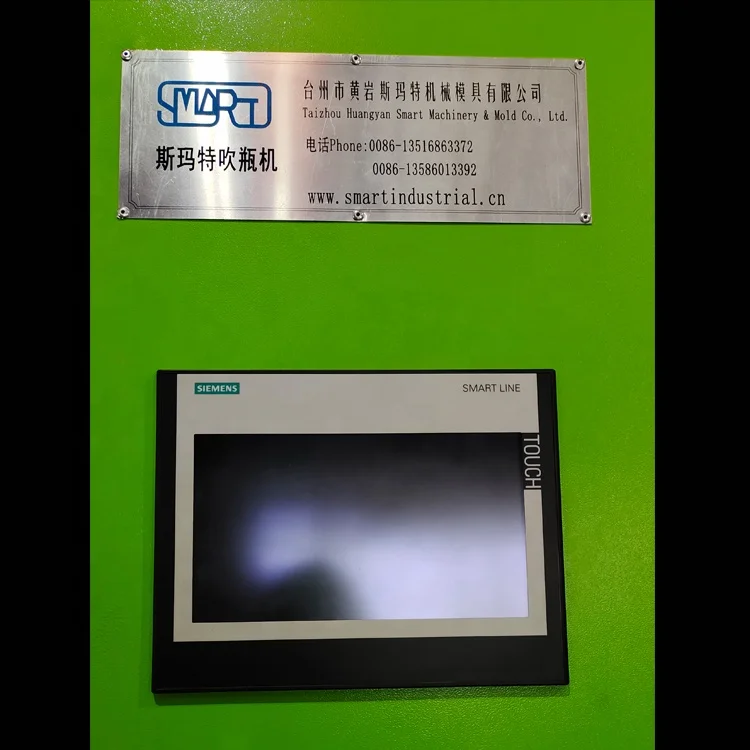 SMART
台州市黄岩斯玛特机械模具有限公司
Taizhou Huangyan Smart Machinery & Mold Co., Ltd.
斯玛特吹瓶机
电话Phone:0086-13516863372
0086-13586013392
www.smartindustrial.cn
SIEMENS
SMART LINE
TOUCH